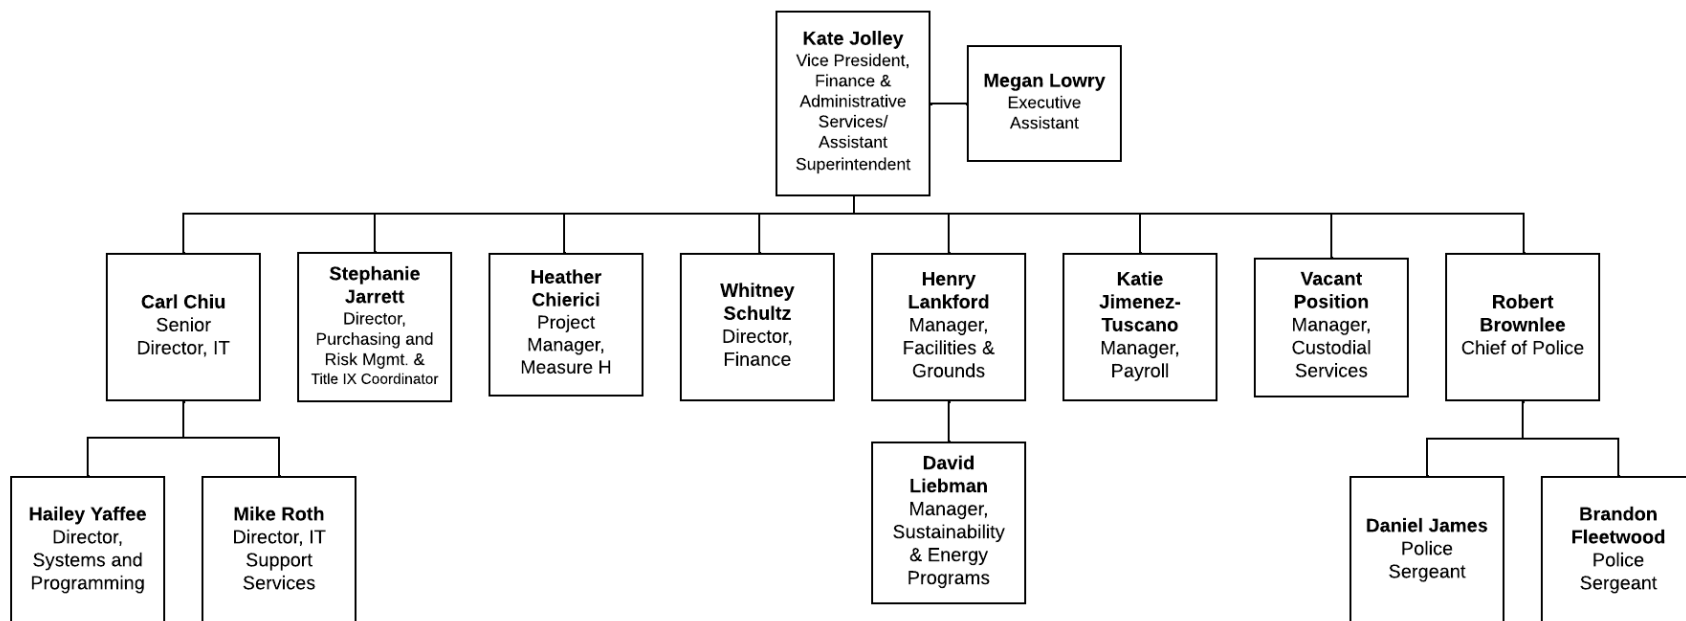 Kate Jolley
Vice President,
Finance &
Administrative
Services/
Assistant
Superintendent
Megan Lowry
Executive
Assistant
Carl Chiu
Senior
Director, IT
Stephanie
Jarrett
Director,
Purchasing and
Risk Mgmt. &
Title IX Coordinator
Heather
Chierici
Project
Manager,
Measure H
Whitney
Schultz
Director,
Finance
Henry
Lankford
Manager,
Facilities &
Grounds
Katie
Jimenez-
Tuscano
Manager,
Payroll
Vacant
Position
Manager,
Custodial
Services
Robert
Brownlee
Chief of Police
Hailey Yaffee
Director,
Systems and
Programming
Mike Roth
Director, IT
Support
Services
David
Liebman
Manager,
Sustainability
& Energy
Programs
Daniel James
Police
Sergeant
Brandon
Fleetwood
Police
Sergeant